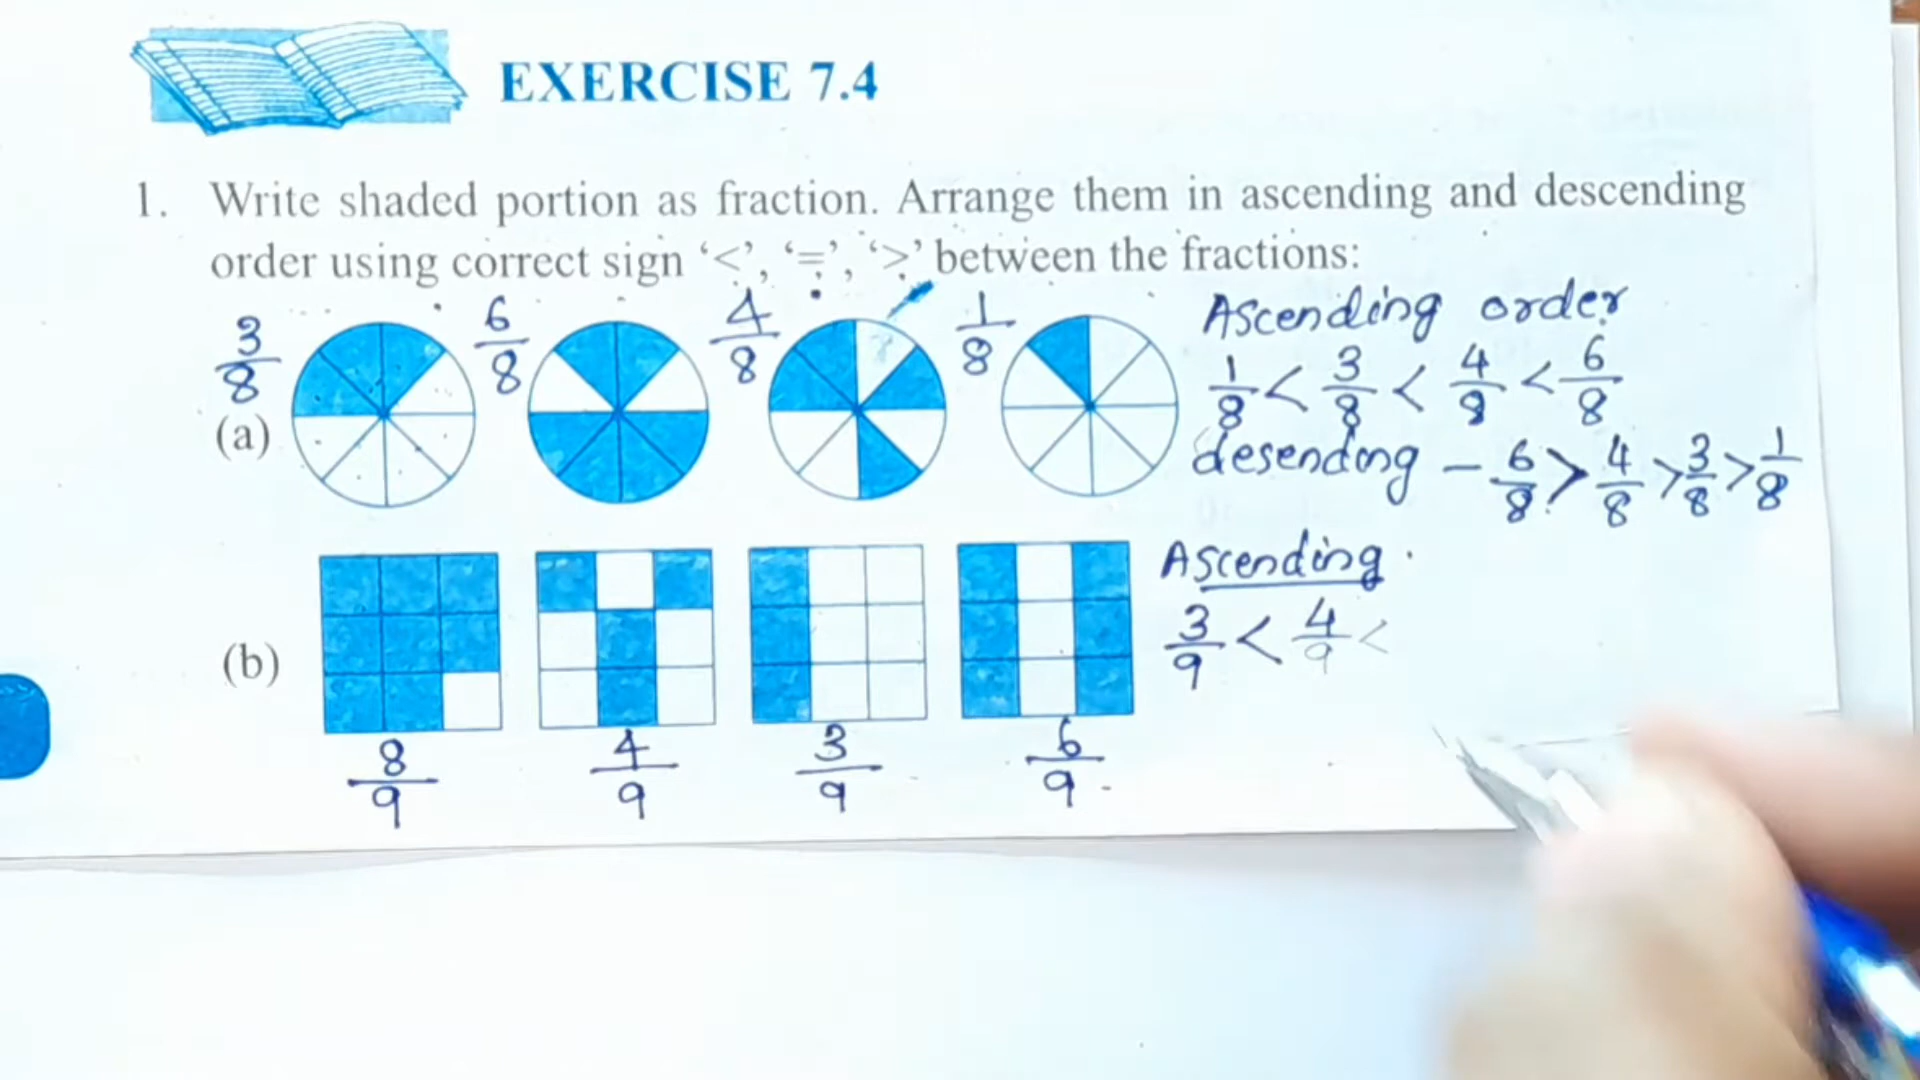 EXERCISE 7.4
1. Write shaded portion as fraction. Arrange them in ascending and descending
order using correct sign ‘<’, ‘=’, ‘>’ between the fractions:
(a) 3/8 6/8 4/8 1/8
Ascending order
1/8 < 3/8 < 4/8 < 6/8
desending – 6/8 > 4/8 > 3/8 > 1/8
(b)
8/9 4/9 3/9 6/9
Ascending
3/9 < 4/9 <